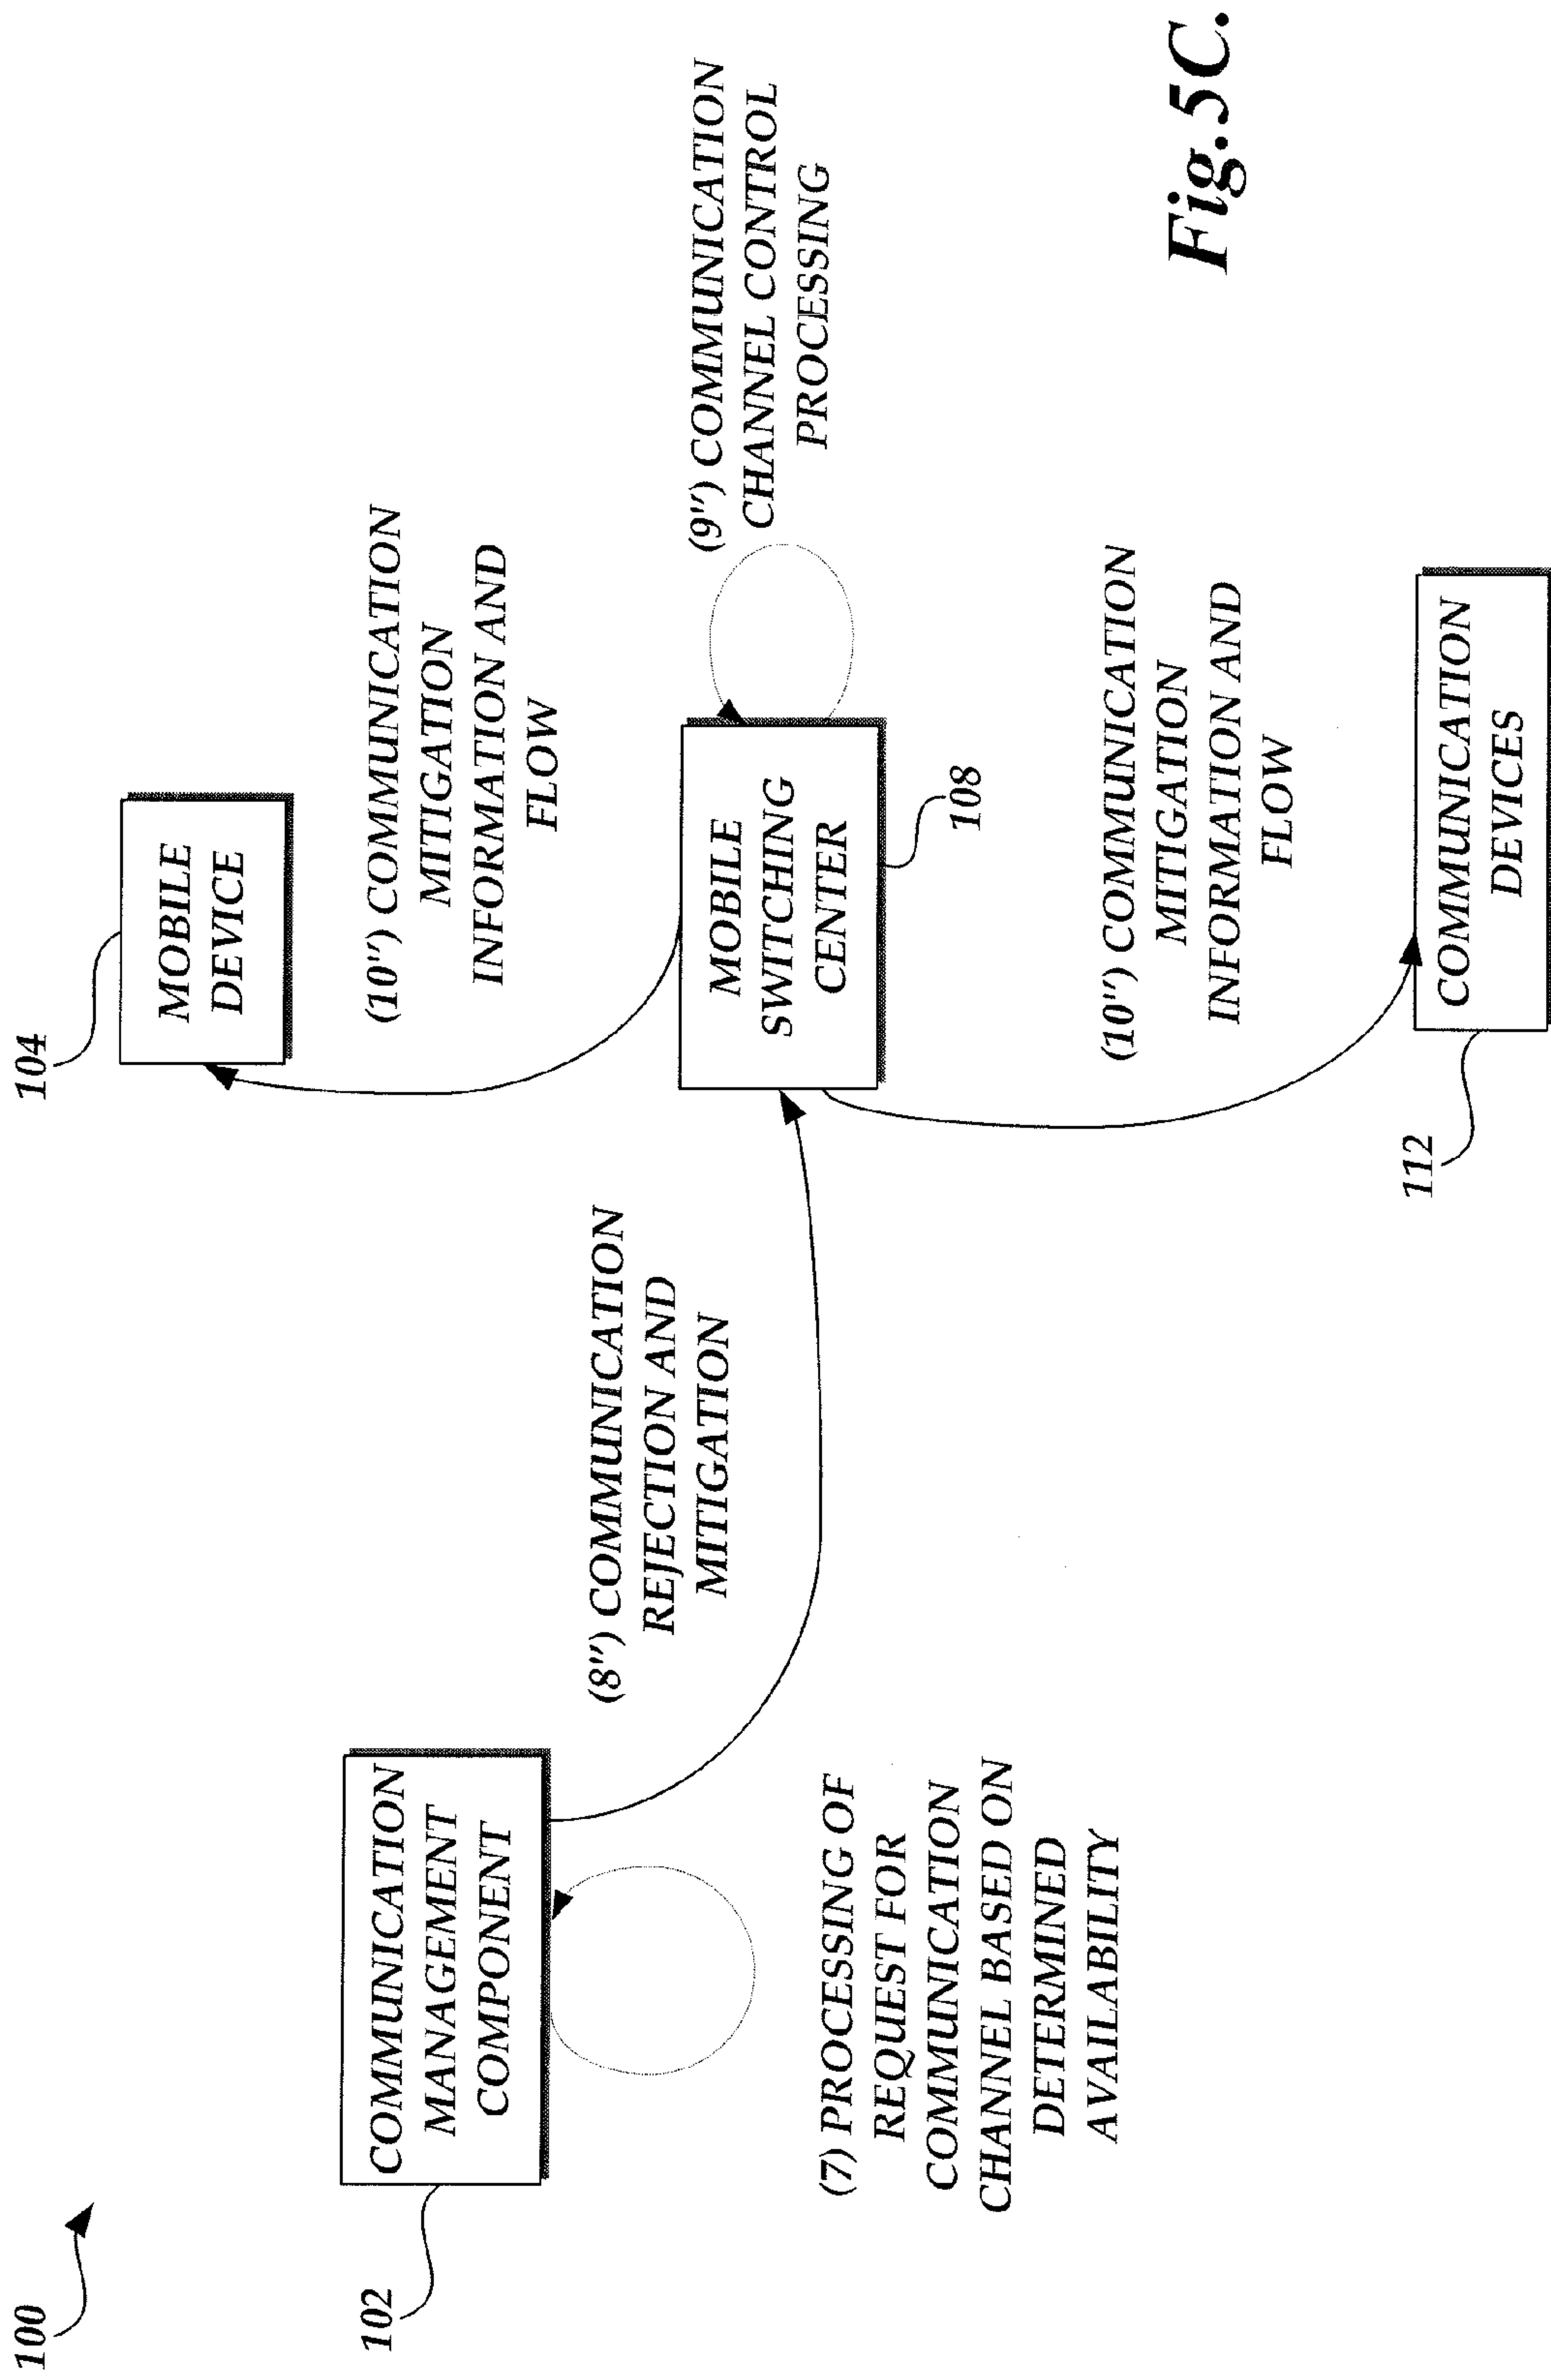 100
102
COMMUNICATION
MANAGEMENT
COMPONENT
(7) PROCESSING OF
REQUEST FOR
COMMUNICATION
CHANNEL BASED ON
DETERMINED
AVAILABILITY
(8") COMMUNICATION
REJECTION AND
MITIGATION
104
MOBILE
DEVICE
(10") COMMUNICATION
MITIGATION
INFORMATION AND
FLOW
MOBILE
SWITCHING
CENTER
108
(9") COMMUNICATION
CHANNEL CONTROL
PROCESSING
(10") COMMUNICATION
MITIGATION
INFORMATION AND
FLOW
112
COMMUNICATION
DEVICES
Fig.5C.